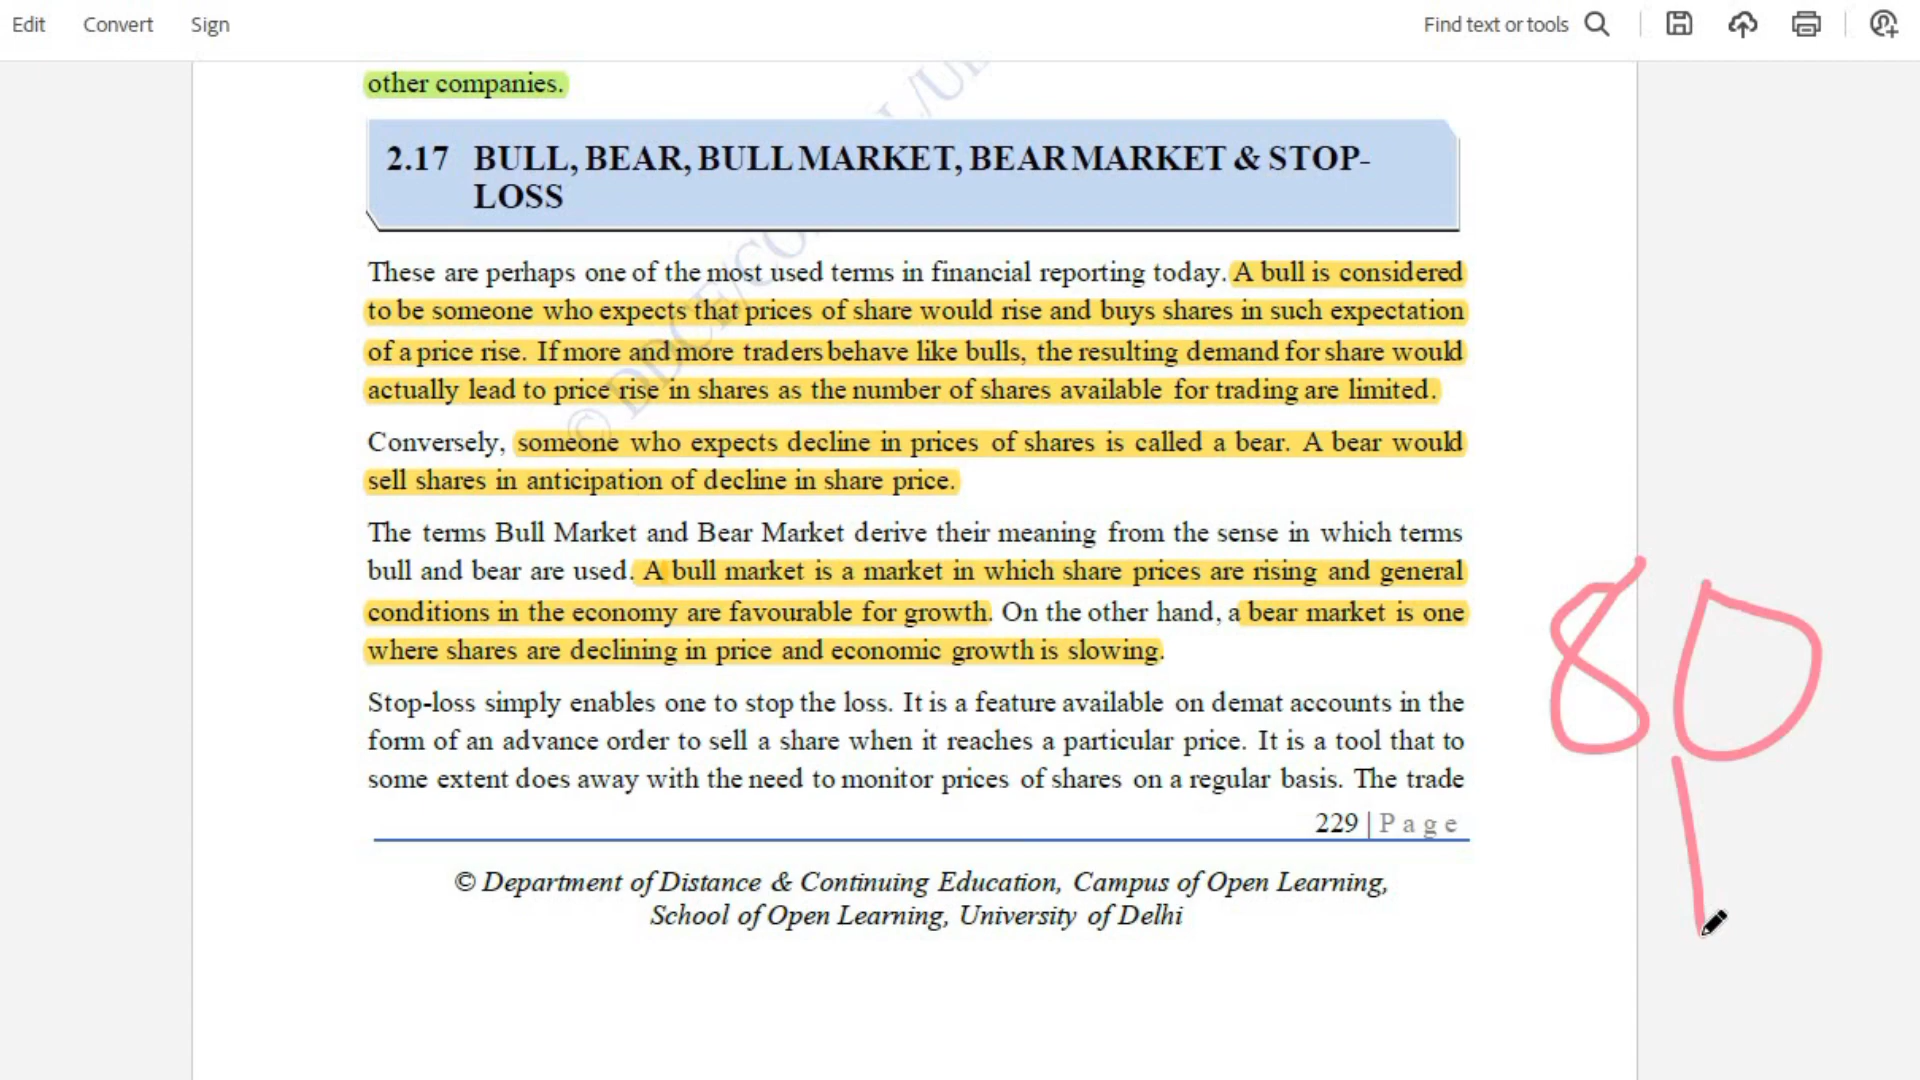 Edit Convert Sign Find text or tools
other companies.
2.17 BULL, BEAR, BULL MARKET, BEAR MARKET & STOP-
LOSS
These are perhaps one of the most used terms in financial reporting today. A bull is considered
to be someone who expects that prices of share would rise and buys shares in such expectation
of a price rise. If more and more traders behave like bulls, the resulting demand for share would
actually lead to price rise in shares as the number of shares available for trading are limited.
Conversely, someone who expects decline in prices of shares is called a bear. A bear would
sell shares in anticipation of decline in share price.
The terms Bull Market and Bear Market derive their meaning from the sense in which terms
bull and bear are used. A bull market is a market in which share prices are rising and general
conditions in the economy are favourable for growth. On the other hand, a bear market is one
where shares are declining in price and economic growth is slowing.
80
Stop-loss simply enables one to stop the loss. It is a feature available on demat accounts in the
form of an advance order to sell a share when it reaches a particular price. It is a tool that to
some extent does away with the need to monitor prices of shares on a regular basis. The trade
229 | Page
© Department of Distance & Continuing Education, Campus of Open Learning,
School of Open Learning, University of Delhi